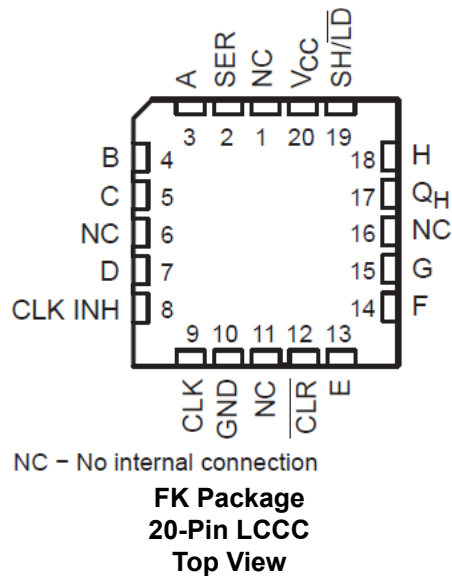 A SER NC VCC SH/L̅D̅
3 2 1 20 19
B 4 18 H
C 5 17 QH
NC 6 16 NC
D 7 15 G
CLK INH 8 14 F
9 10 11 12 13
CLK GND NC C̅L̅R̅ E
NC − No internal connection
FK Package
20-Pin LCCC
Top View